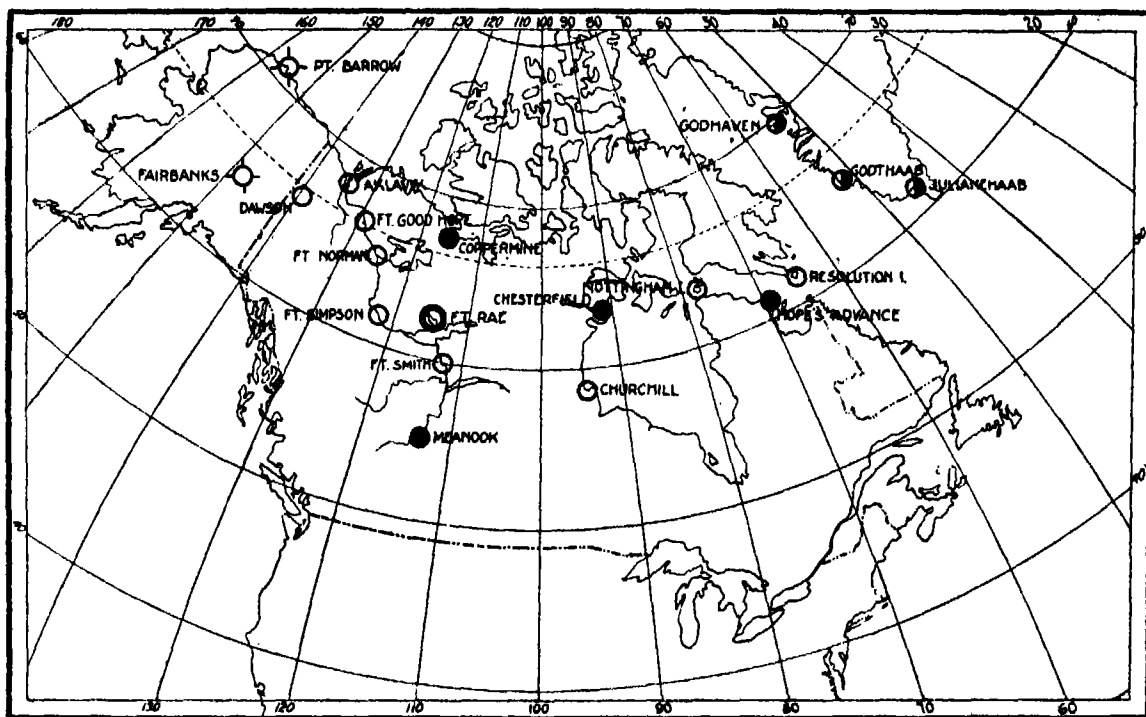 180 170 160 150 140 130 120 110 100 90 80 70 60 50 40 30 20
PT. BARROW
GODHAVEN
FAIRBANKS
GODTHAAB
JULIANEHAAB
AKLAVIK
DAWSON
FT. GOOD HOPE
COPPERMINE
FT. NORMAN
RESOLUTION I.
NOTTINGHAM I.
CHESTERFIELD
HOPE'S ADVANCE
FT. SIMPSON
FT. RAE
FT. SMITH
CHURCHILL
MEANOOK
130 120 110 100 90 80 70 60